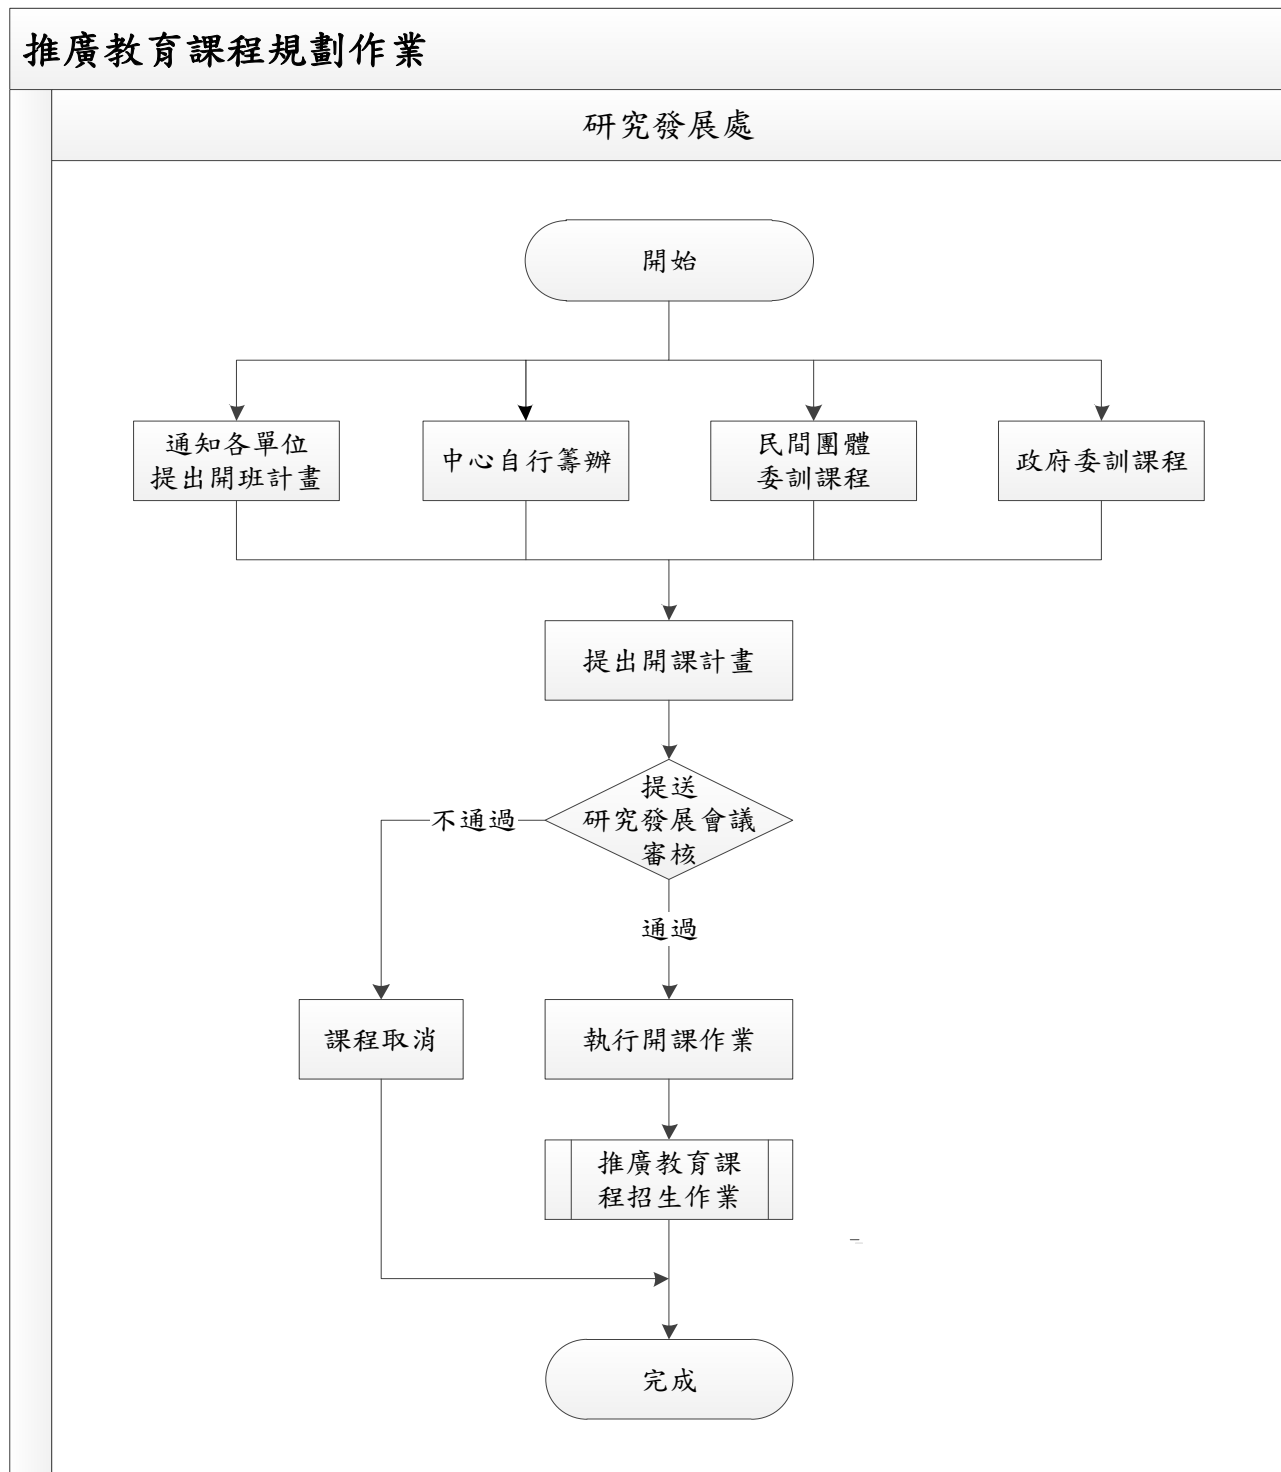 推廣教育課程規劃作業
研究發展處
開始
通知各單位
提出開班計畫
中心自行籌辦
民間團體
委訓課程
政府委訓課程
提出開課計畫
提送
研究發展會議
審核
不通過
通過
課程取消
執行開課作業
推廣教育課
程招生作業
完成